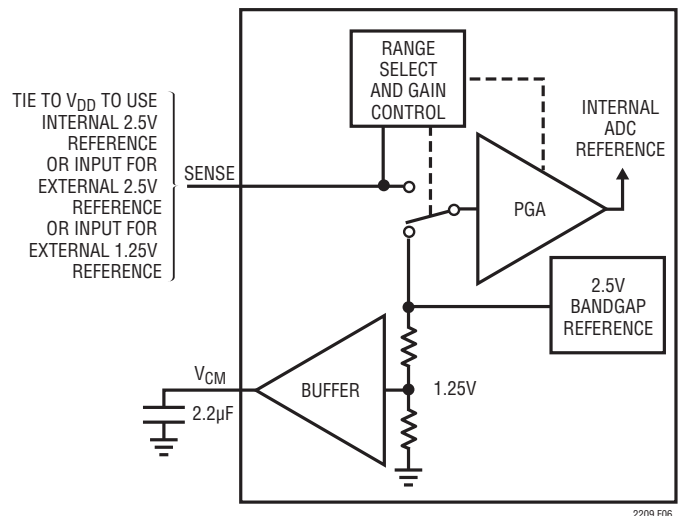 RANGE
SELECT
AND GAIN
CONTROL
TIE TO VDD TO USE
INTERNAL 2.5V
REFERENCE
OR INPUT FOR
EXTERNAL 2.5V
REFERENCE
OR INPUT FOR
EXTERNAL 1.25V
REFERENCE
SENSE
INTERNAL
ADC
REFERENCE
PGA
2.5V
BANDGAP
REFERENCE
VCM
BUFFER
1.25V
2.2µF
2209 F06